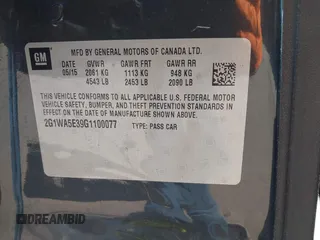 GM
MFD BY GENERAL MOTORS OF CANADA LTD.
DATE GVWR GAWR FRT GAWR RR
05/15 2061 KG 1113 KG 948 KG
4543 LB 2453 LB 2090 LB
THIS VEHICLE CONFORMS TO ALL APPLICABLE U.S. FEDERAL MOTOR
VEHICLE SAFETY, BUMPER, AND THEFT PREVENTION STANDARDS
IN EFFECT ON THE DATE OF MANUFACTURE SHOWN ABOVE.
2G1WA5E39G1100077 TYPE: PASS CAR
DREAMBID